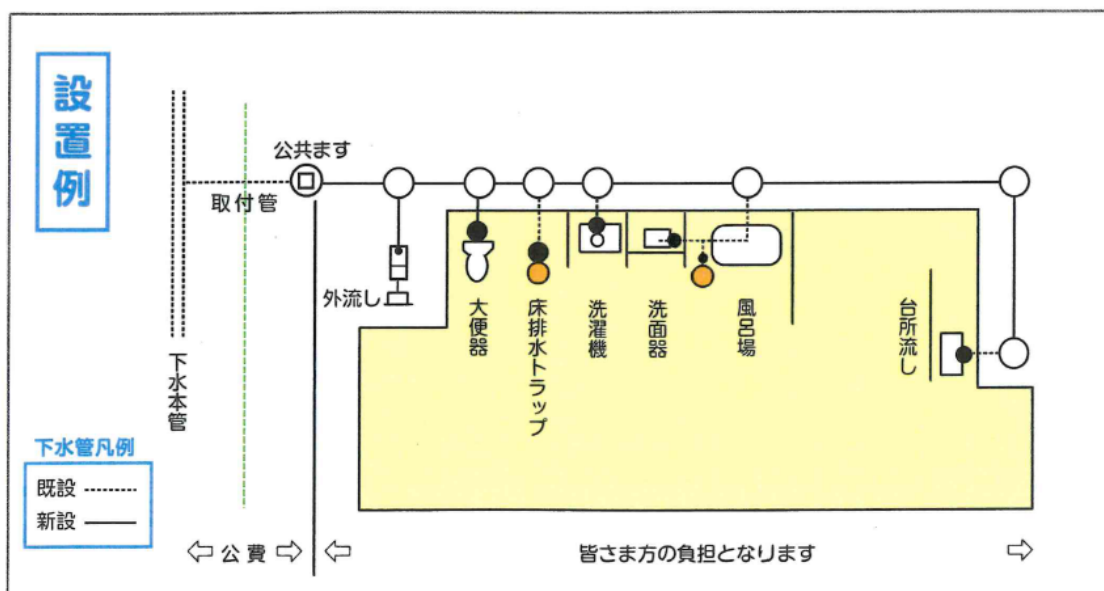 設置例
公共ます
取付管
外流し
大便器
床排水トラップ
洗濯機
洗面器
風呂場
台所流し
下水本管
下水管凡例
既設
新設
公費
皆さま方の負担となります